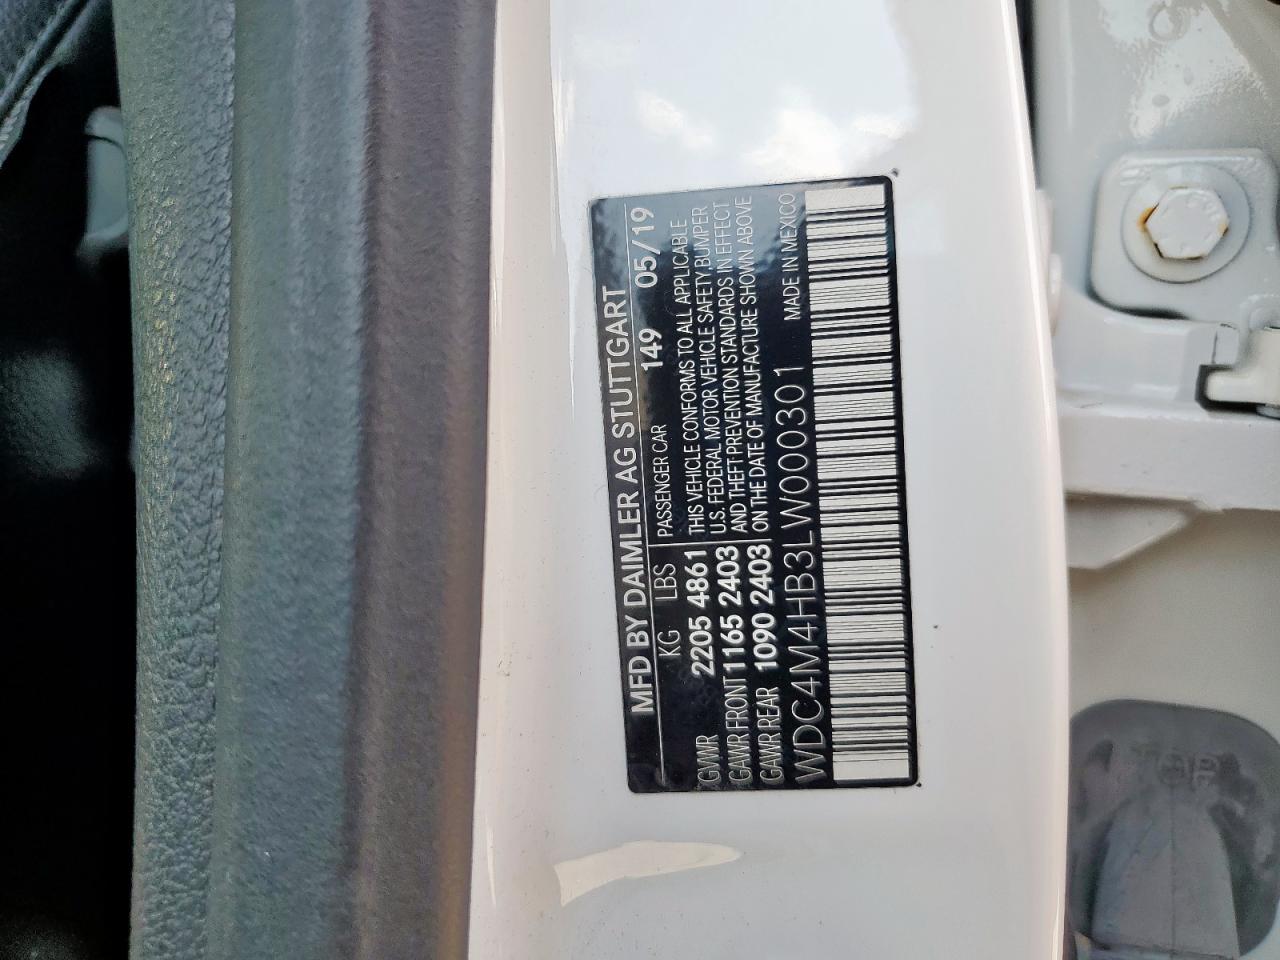 MFD BY DAIMLER AG STUTTGART
KG LBS PASSENGER CAR 149 05/19
GVWR 2205 4861 THIS VEHICLE CONFORMS TO ALL APPLICABLE
GAWR FRONT 1165 2403 U.S. FEDERAL MOTOR VEHICLE SAFETY, BUMPER
AND THEFT PREVENTION STANDARDS IN EFFECT
GAWR REAR 1090 2403 ON THE DATE OF MANUFACTURE SHOWN ABOVE
WDC4M4HB3LW000301 MADE IN MEXICO